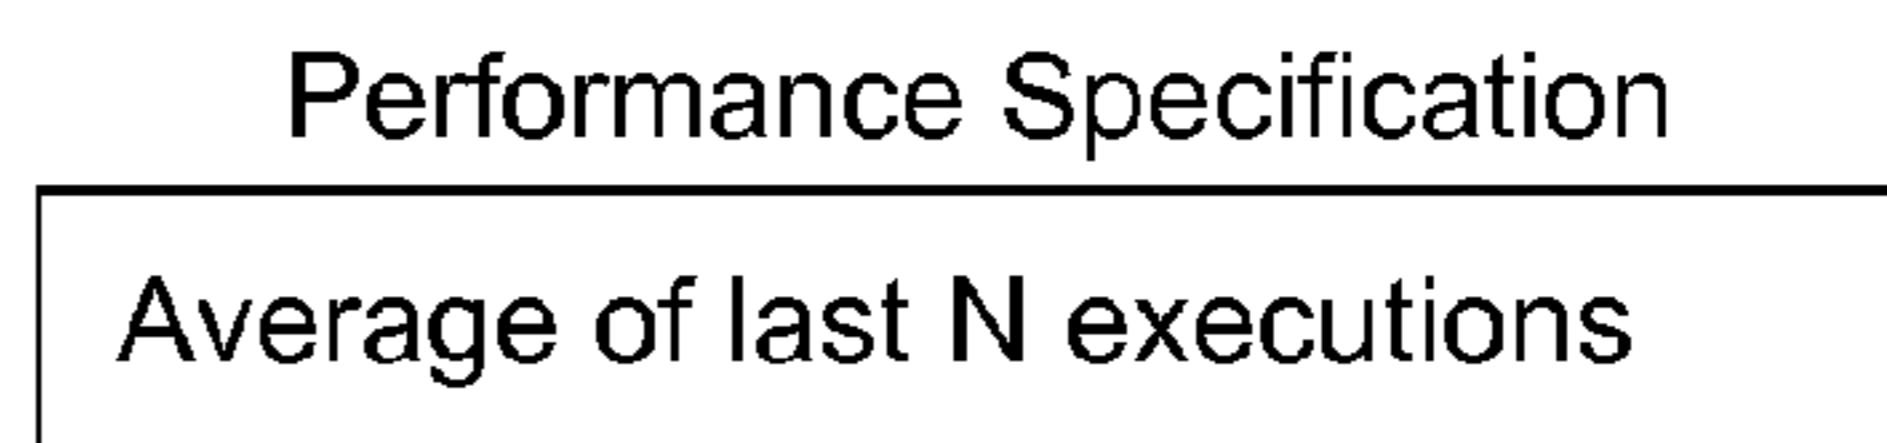 Performance Specification
Average of last N executions